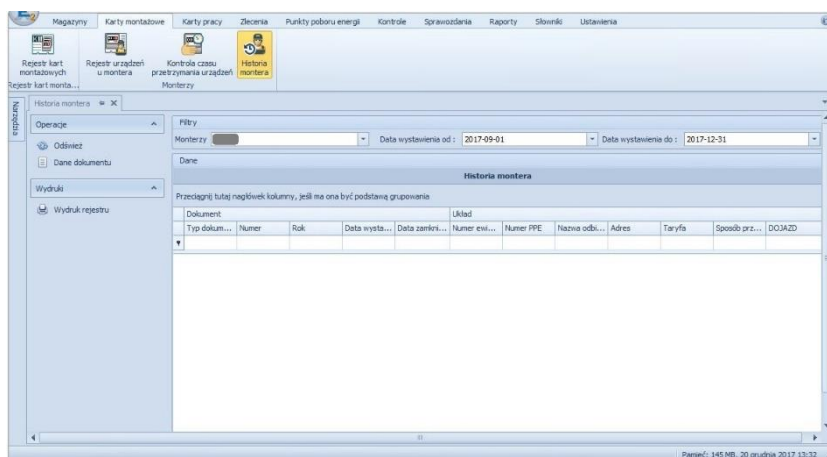 Magazyny Karty montażowe Karty pracy Zlecenia Punkty poboru energii Kontrole Sprawozdania Raporty Słowniki Ustawienia
Rejestr kart montażowych
Rejestr urządzeń u montera
Kontrola czasu przetrzymania urządzeń
Historia montera
Rejestr kart monta...
Monterzy
Narzędzia
Historia montera
Operacje
Odśwież
Dane dokumentu
Wydruki
Wydruk rejestru
Filtry
Monterzy Data wystawienia od : 2017-09-01 Data wystawienia do : 2017-12-31
Dane
Historia montera
Przeciągnij tutaj nagłówek kolumny, jeśli ma ona być podstawą grupowania
Dokument Układ
Typ dokum... Numer Rok Data wysta... Data zamkni... Numer ewi... Numer PPE Nazwa odbi... Adres Taryfa Sposób prz... DOJAZD
Pamięć: 145 MB, 20 grudnia 2017 13:32